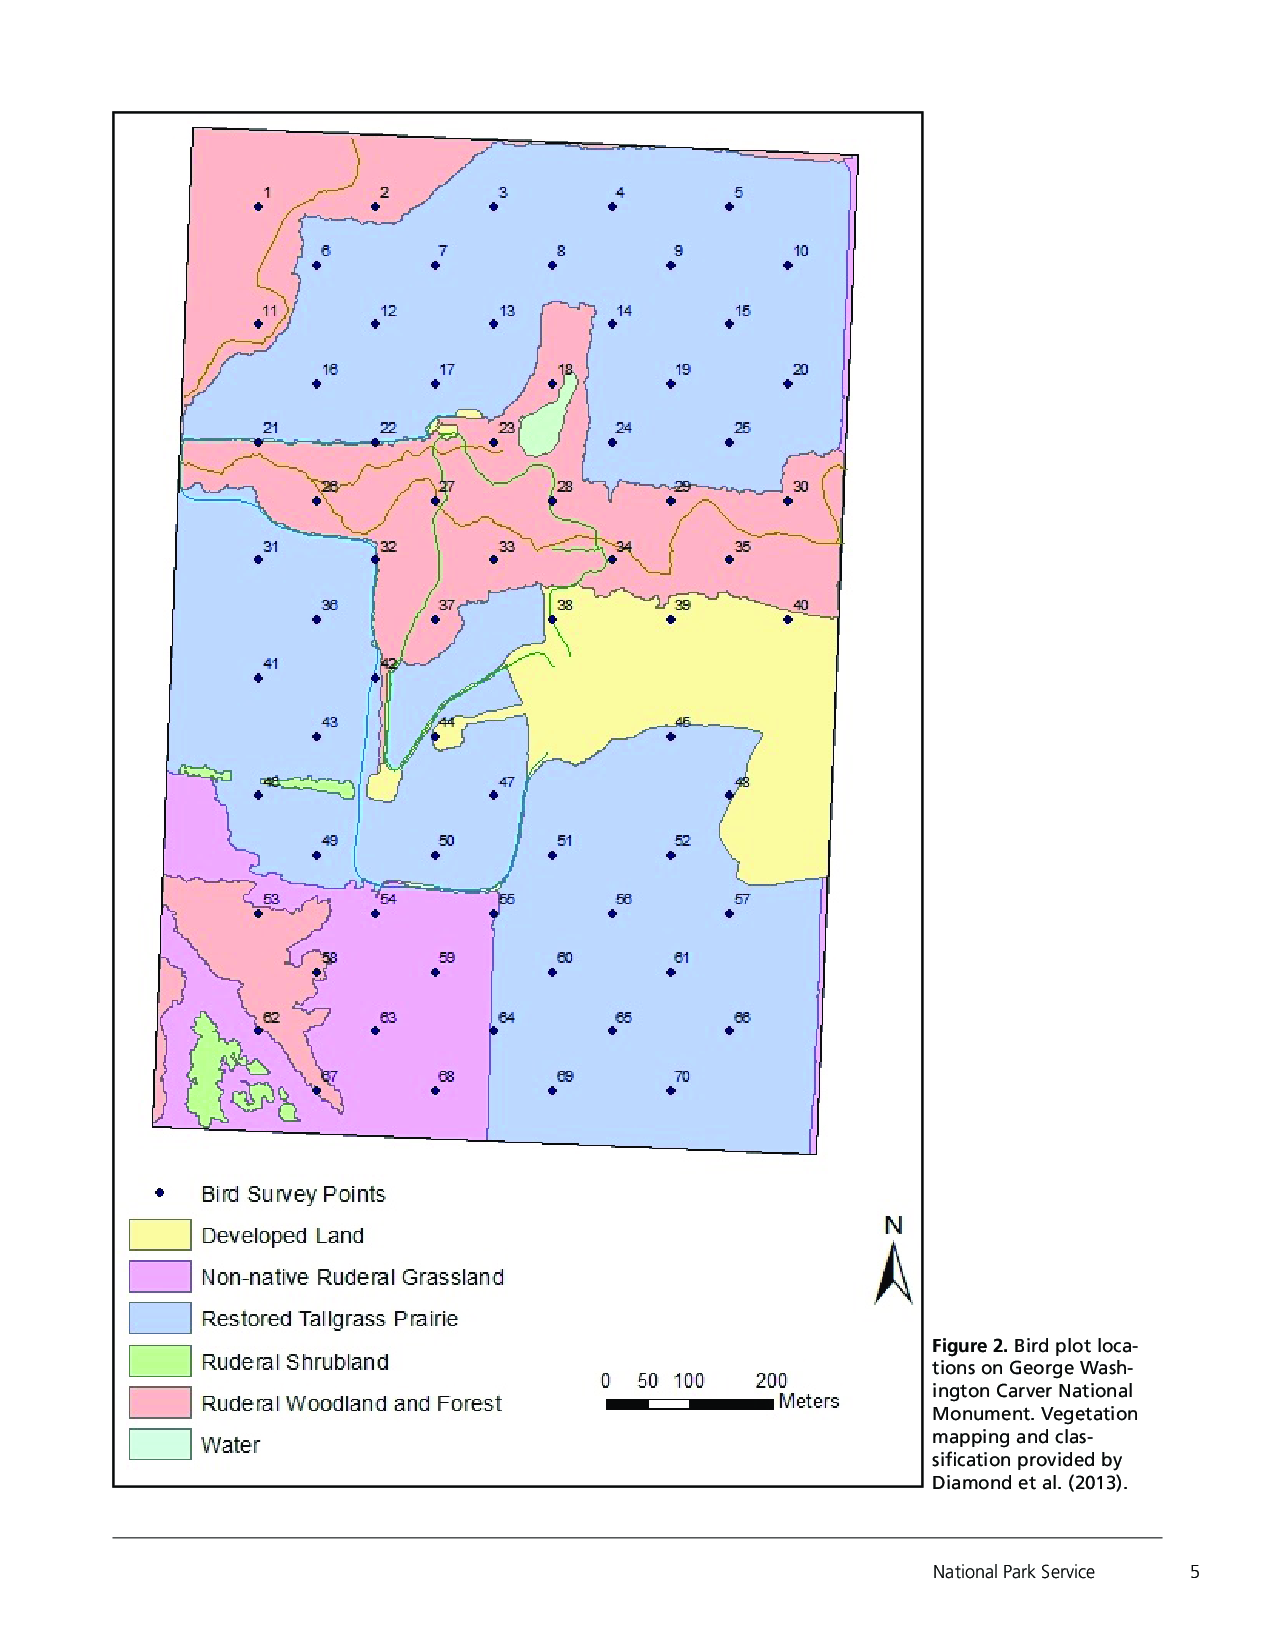 1 2 3 4 5
6 7 8 9 10
11 12 13 14 15
16 17 18 19 20
21 22 23 24 25
26 27 28 29 30
31 32 33 34 35
36 37 38 39 40
41 42
43 44 45
46 47 48
49 50 51 52
53 54 55 56 57
58 59 60 61
62 63 64 65 66
67 68 69 70
Bird Survey Points
Developed Land
Non-native Ruderal Grassland
Restored Tallgrass Prairie
Ruderal Shrubland
Ruderal Woodland and Forest
Water
N
0 50 100 200
Meters
Figure 2. Bird plot loca-
tions on George Wash-
ington Carver National
Monument. Vegetation
mapping and clas-
sification provided by
Diamond et al. (2013).
National Park Service 5